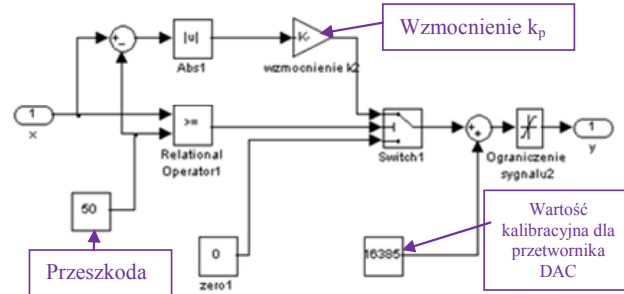 Wzmocnienie kp
|u|
K-
Abs1
wzmocnienie k2
1
x
>=
Relational
Operator1
Switch1
Ograniczenie
sygnalu2
1
y
50
Przeszkoda
0
zero1
16385
Wartość
kalibracyjna dla
przetwornika
DAC